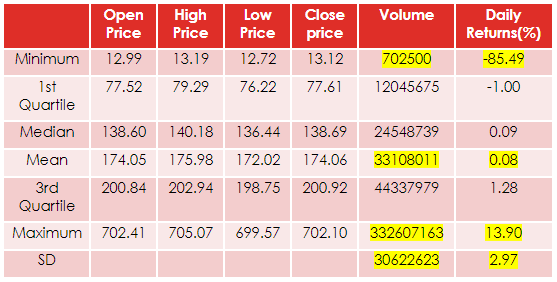 Open Price High Price Low Price Close price Volume Daily Returns(%)
Minimum 12.99 13.19 12.72 13.12 702500 -85.49
1st Quartile 77.52 79.29 76.22 77.61 12045675 -1.00
Median 138.60 140.18 136.44 138.69 24548739 0.09
Mean 174.05 175.98 172.02 174.06 33108011 0.08
3rd Quartile 200.84 202.94 198.75 200.92 44337979 1.28
Maximum 702.41 705.07 699.57 702.10 332607163 13.90
SD 30622623 2.97